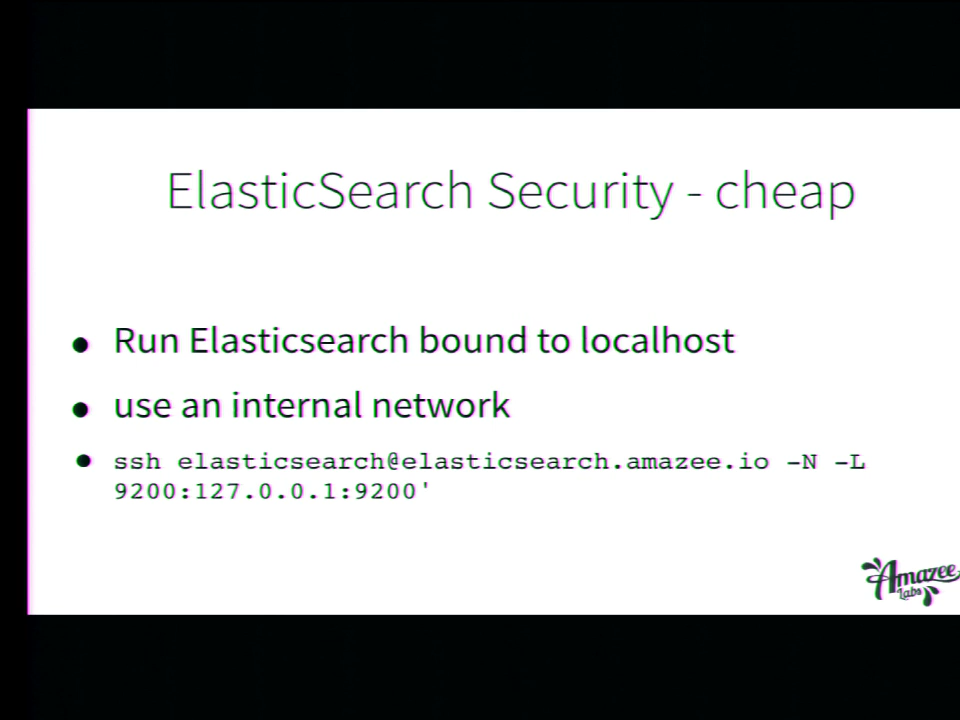 ElasticSearch Security - cheap
● Run Elasticsearch bound to localhost
● use an internal network
● ssh elasticsearch@elasticsearch.amazee.io -N -L
9200:127.0.0.1:9200'
Amazee
Labs